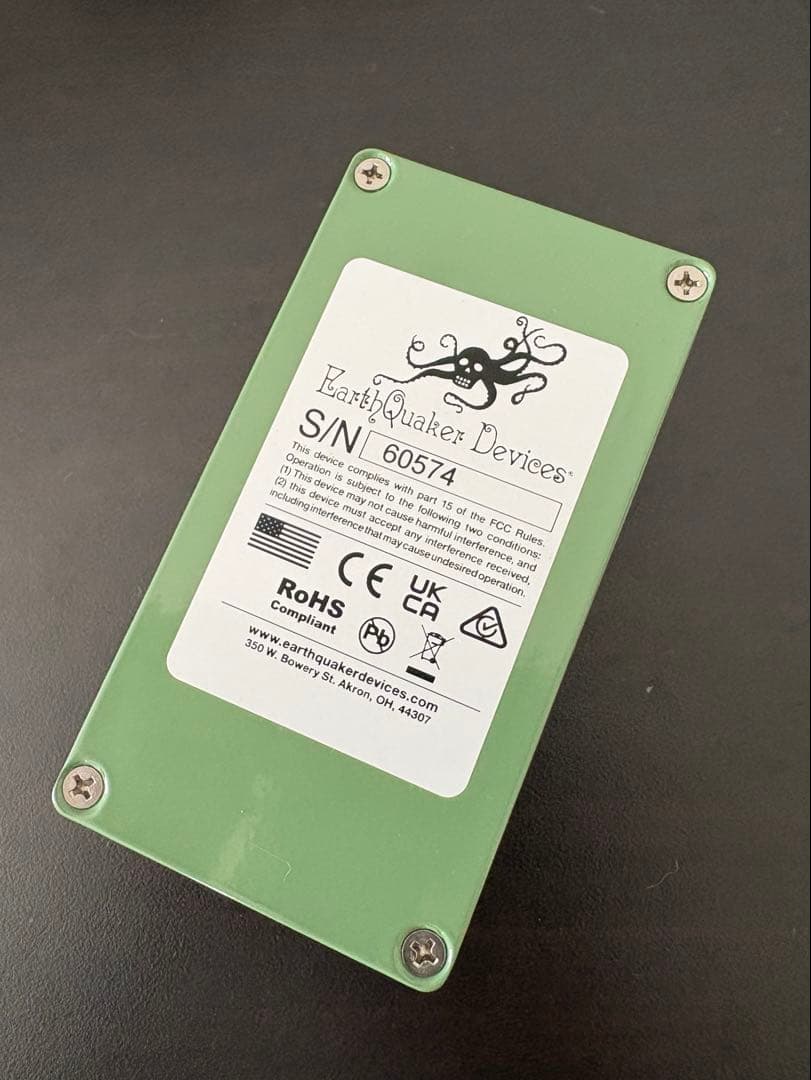 EarthQuaker Devices
S/N 60574
This device complies with part 15 of the FCC Rules.
Operation is subject to the following two conditions:
(1) This device may not cause harmful interference, and
(2) this device must accept any interference received,
including interference that may cause undesired operation.
CE
UK
CA
RoHS
Compliant
Pb
www.earthquakerdevices.com
350 W. Bowery St. Akron, OH, 44307